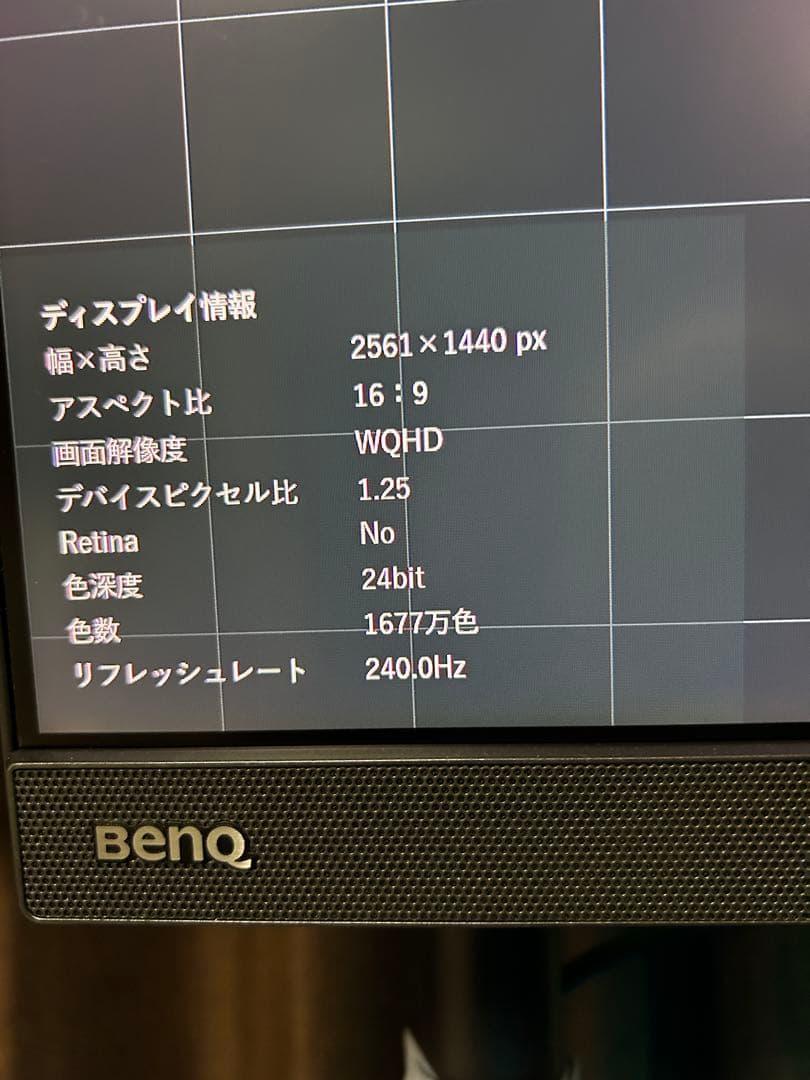 ディスプレイ情報
幅×高さ 2561×1440 px
アスペクト比 16：9
画面解像度 WQHD
デバイスピクセル比 1.25
Retina No
色深度 24bit
色数 1677万色
リフレッシュレート 240.0Hz
BenQ